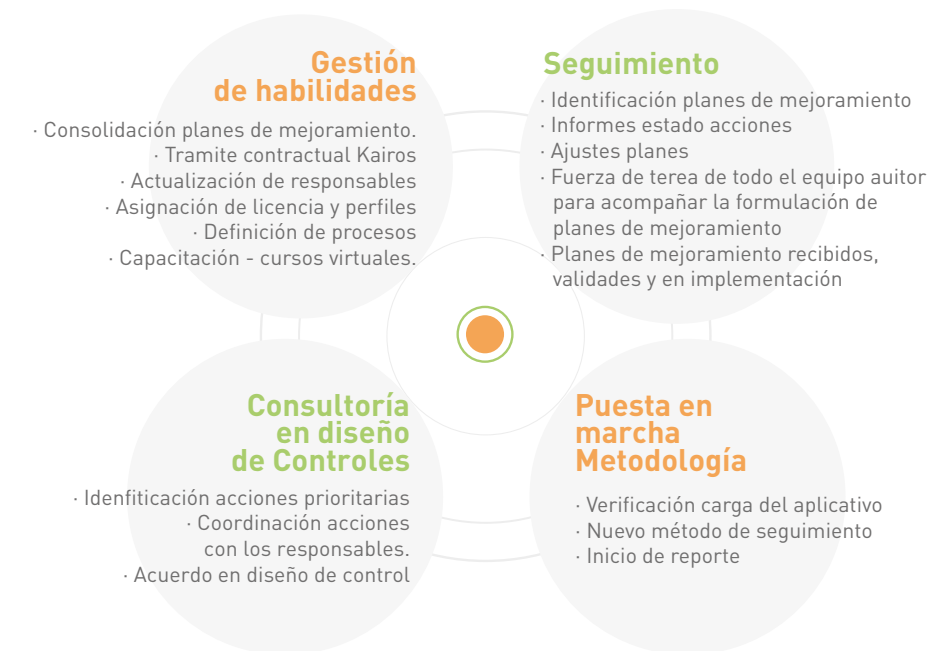 Gestión
de habilidades
· Consolidación planes de mejoramiento.
· Tramite contractual Kairos
· Actualización de responsables
· Asignación de licencia y perfiles
· Definición de procesos
· Capacitación - cursos virtuales.
Seguimiento
· Identificación planes de mejoramiento
· Informes estado acciones
· Ajustes planes
· Fuerza de terea de todo el equipo auitor
para acompañar la formulación de
planes de mejoramiento
· Planes de mejoramiento recibidos,
validades y en implementación
Consultoría
en diseño
de Controles
· Idenfiticación acciones prioritarias
· Coordinación acciones
con los responsables.
· Acuerdo en diseño de control
Puesta en
marcha
Metodología
· Verificación carga del aplicativo
· Nuevo método de seguimiento
· Inicio de reporte